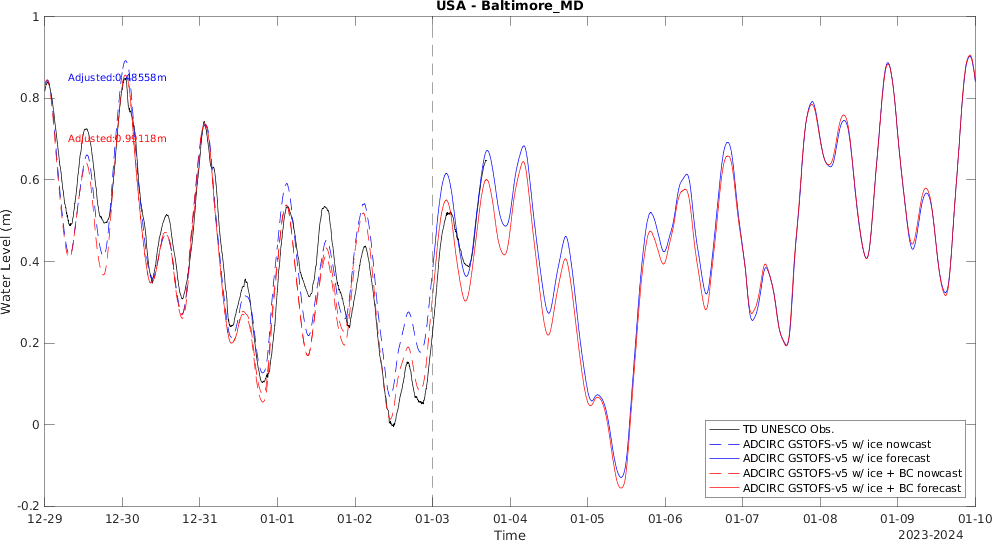 USA - Baltimore_MD
1
0.8
0.6
0.4
0.2
0
-0.2
Water Level (m)
Adjusted:0.48558m
Adjusted:0.99118m
TD UNESCO Obs.
ADCIRC GSTOFS-v5 w/ ice nowcast
ADCIRC GSTOFS-v5 w/ ice forecast
ADCIRC GSTOFS-v5 w/ ice + BC nowcast
ADCIRC GSTOFS-v5 w/ ice + BC forecast
12-29 12-30 12-31 01-01 01-02 01-03 01-04 01-05 01-06 01-07 01-08 01-09 01-10
Time
2023-2024